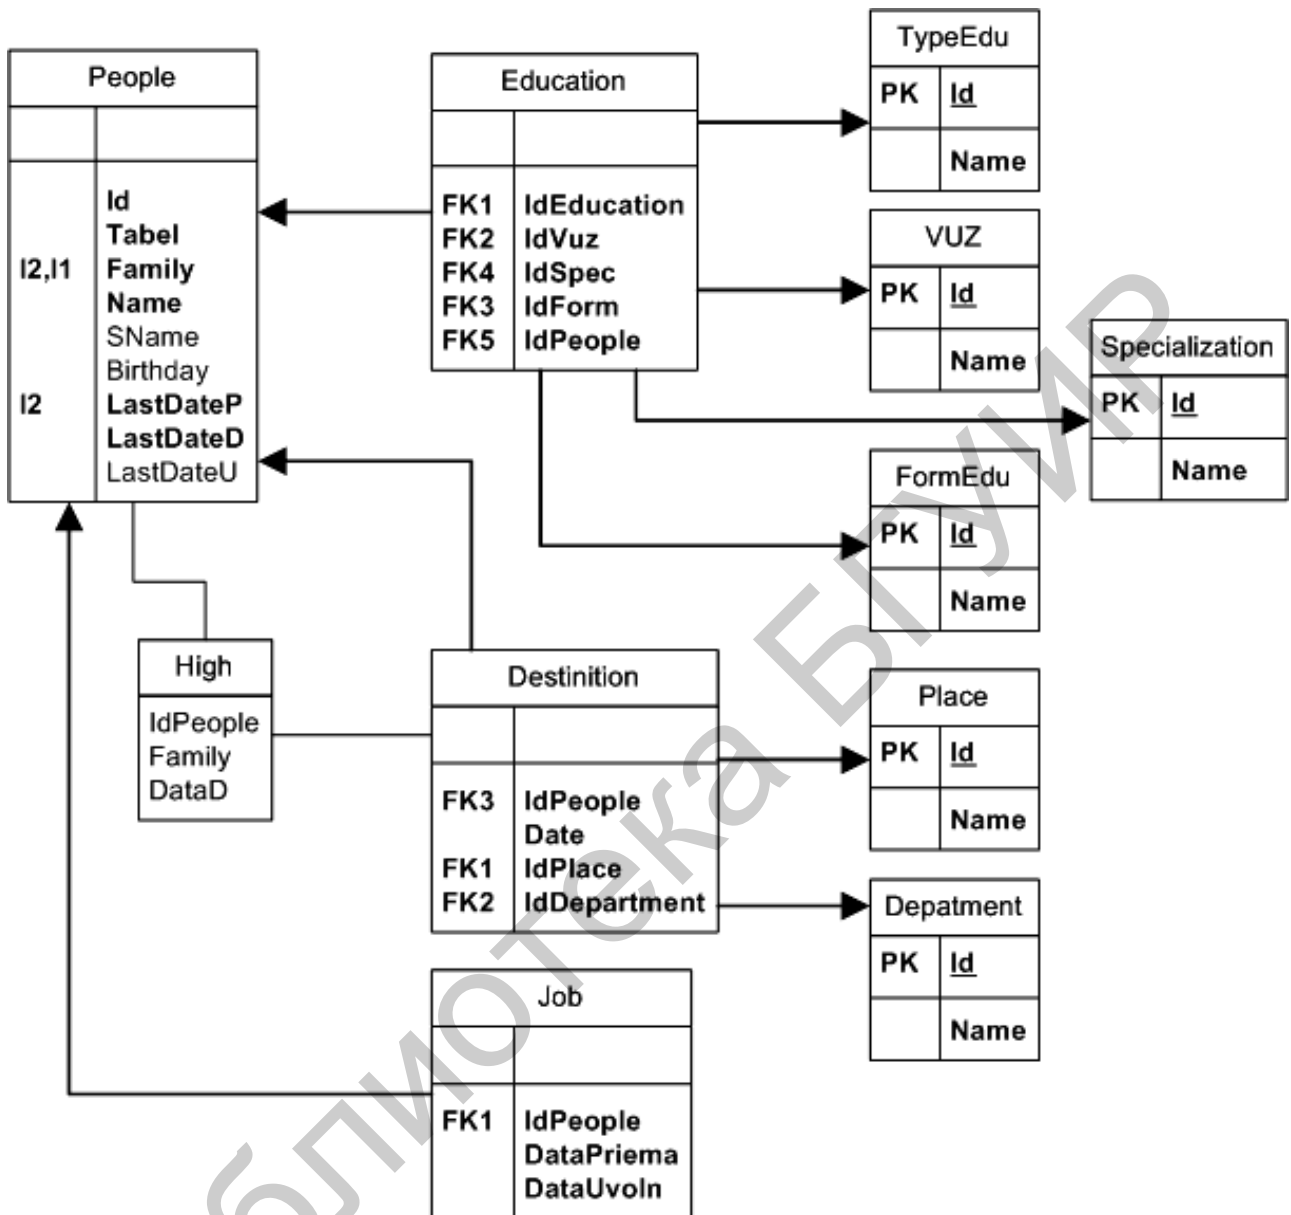 People
Id
Tabel
I2,I1 Family
Name
SName
Birthday
I2 LastDateP
LastDateD
LastDateU
Education
FK1 IdEducation
FK2 IdVuz
FK4 IdSpec
FK3 IdForm
FK5 IdPeople
TypeEdu
PK Id
Name
VUZ
PK Id
Name
Specialization
PK Id
Name
FormEdu
PK Id
Name
High
IdPeople
Family
DataD
Destinition
FK3 IdPeople
Date
FK1 IdPlace
FK2 IdDepartment
Place
PK Id
Name
Depatment
PK Id
Name
Job
FK1 IdPeople
DataPriema
DataUvoln
блиотека БГУИР